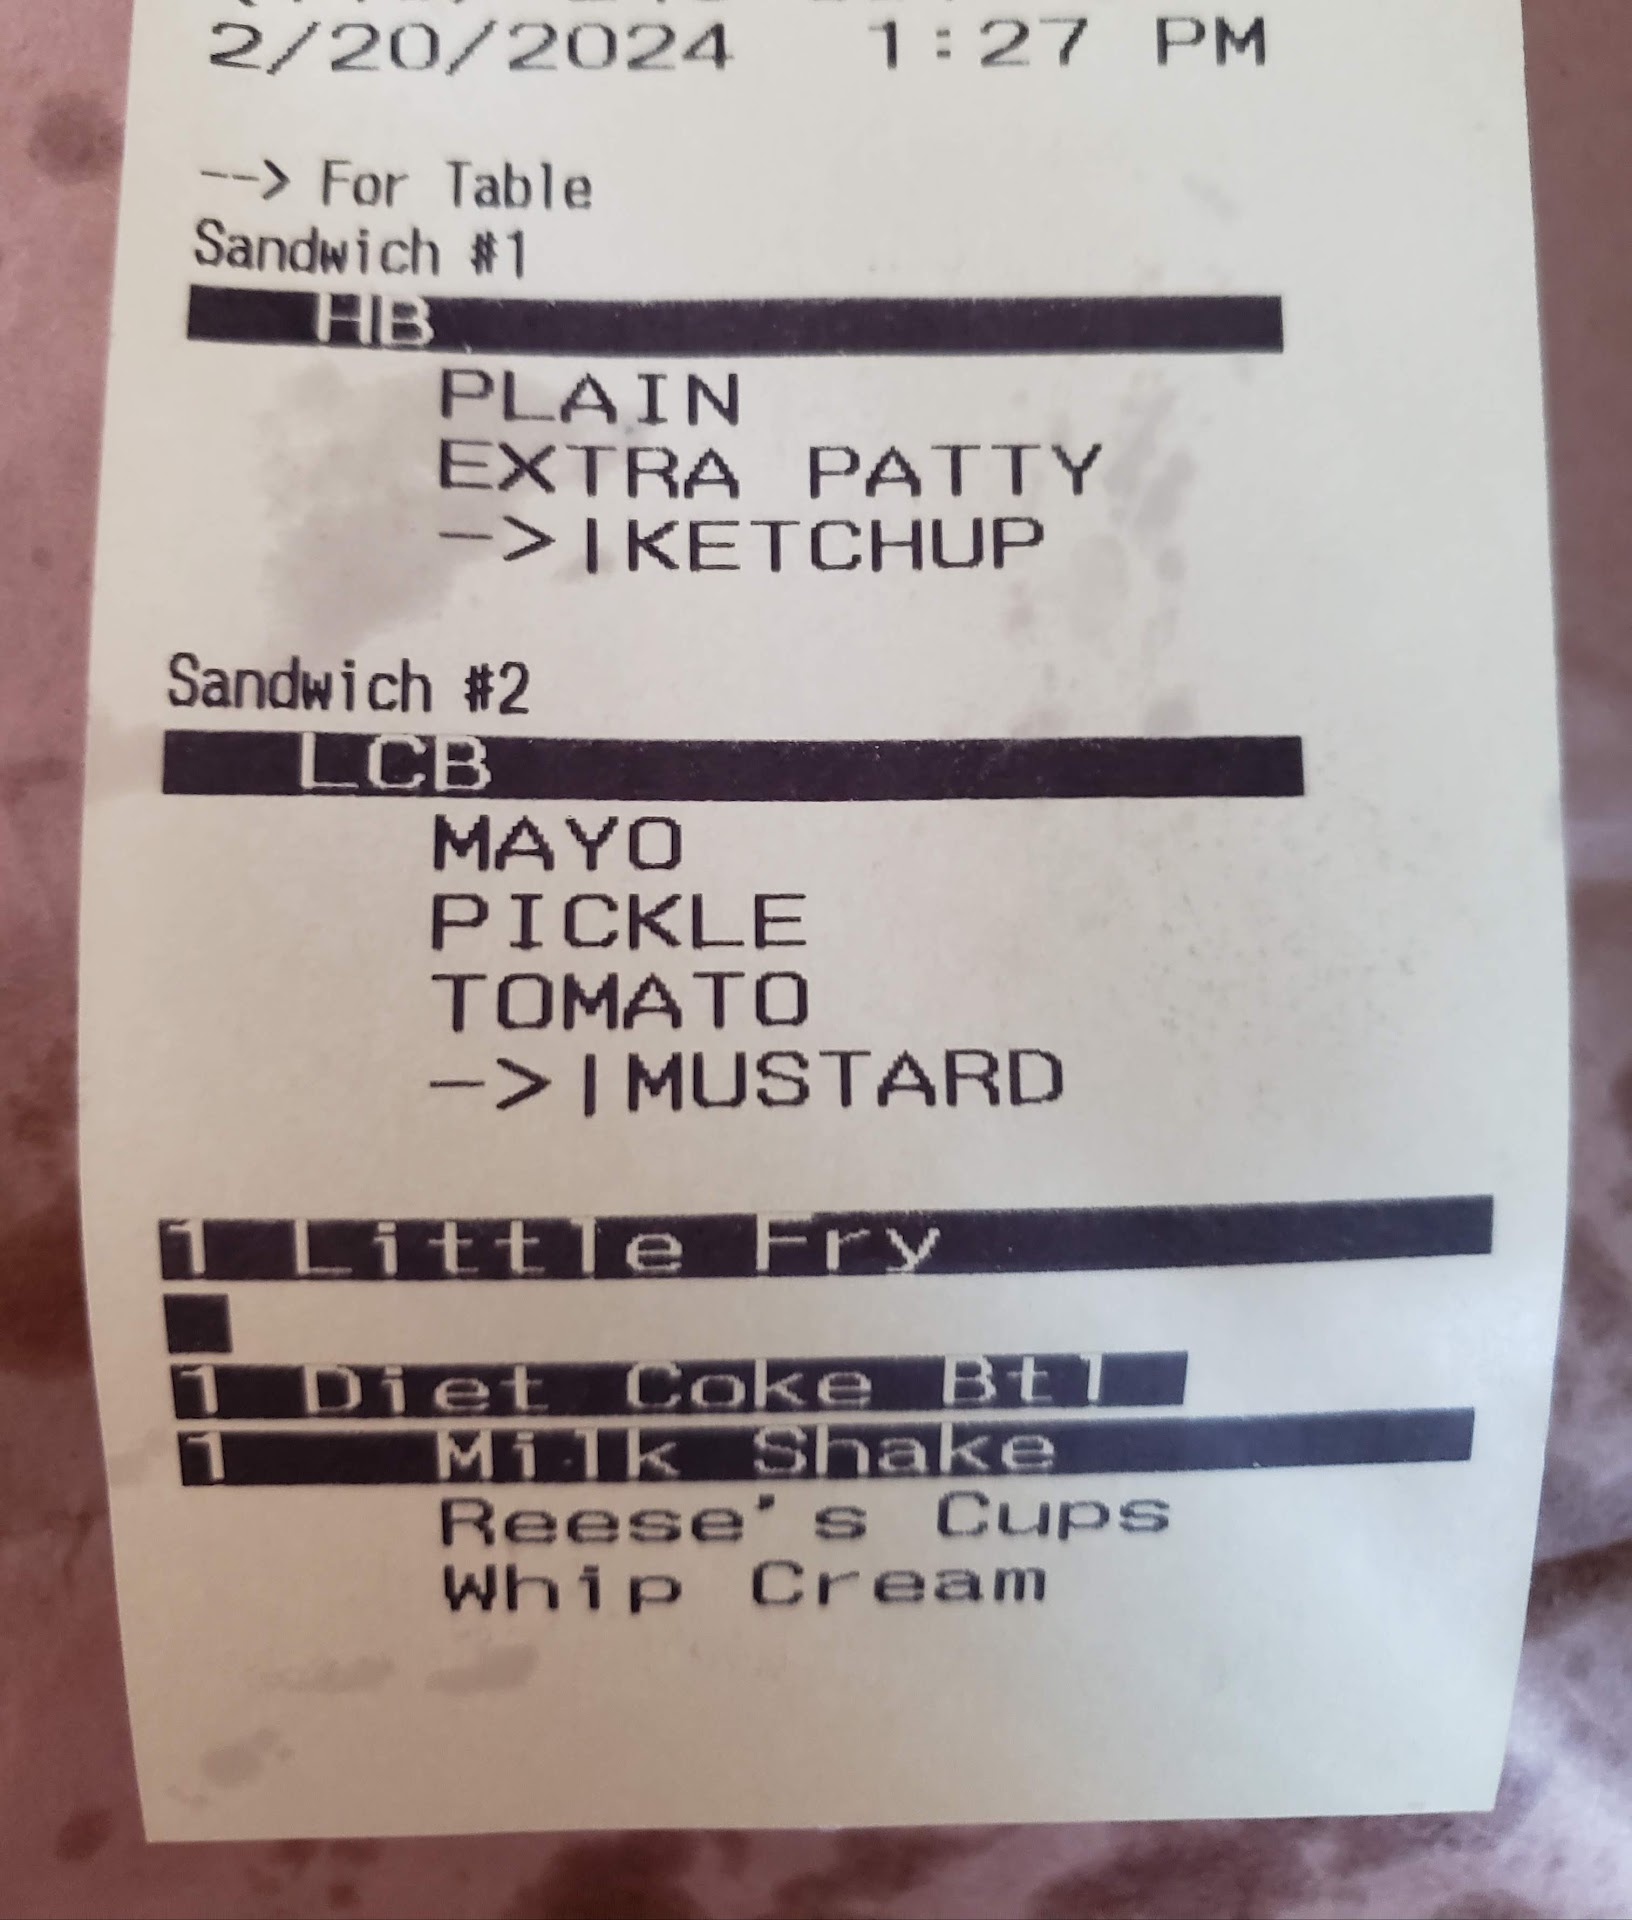 2/20/2024 1:27 PM
--> For Table
Sandwich #1
HB
PLAIN
EXTRA PATTY
->|KETCHUP
Sandwich #2
LCB
MAYO
PICKLE
TOMATO
->|MUSTARD
1 Little Fry
1 Diet Coke Btl
1 Milk Shake
Reese's Cups
Whip Cream